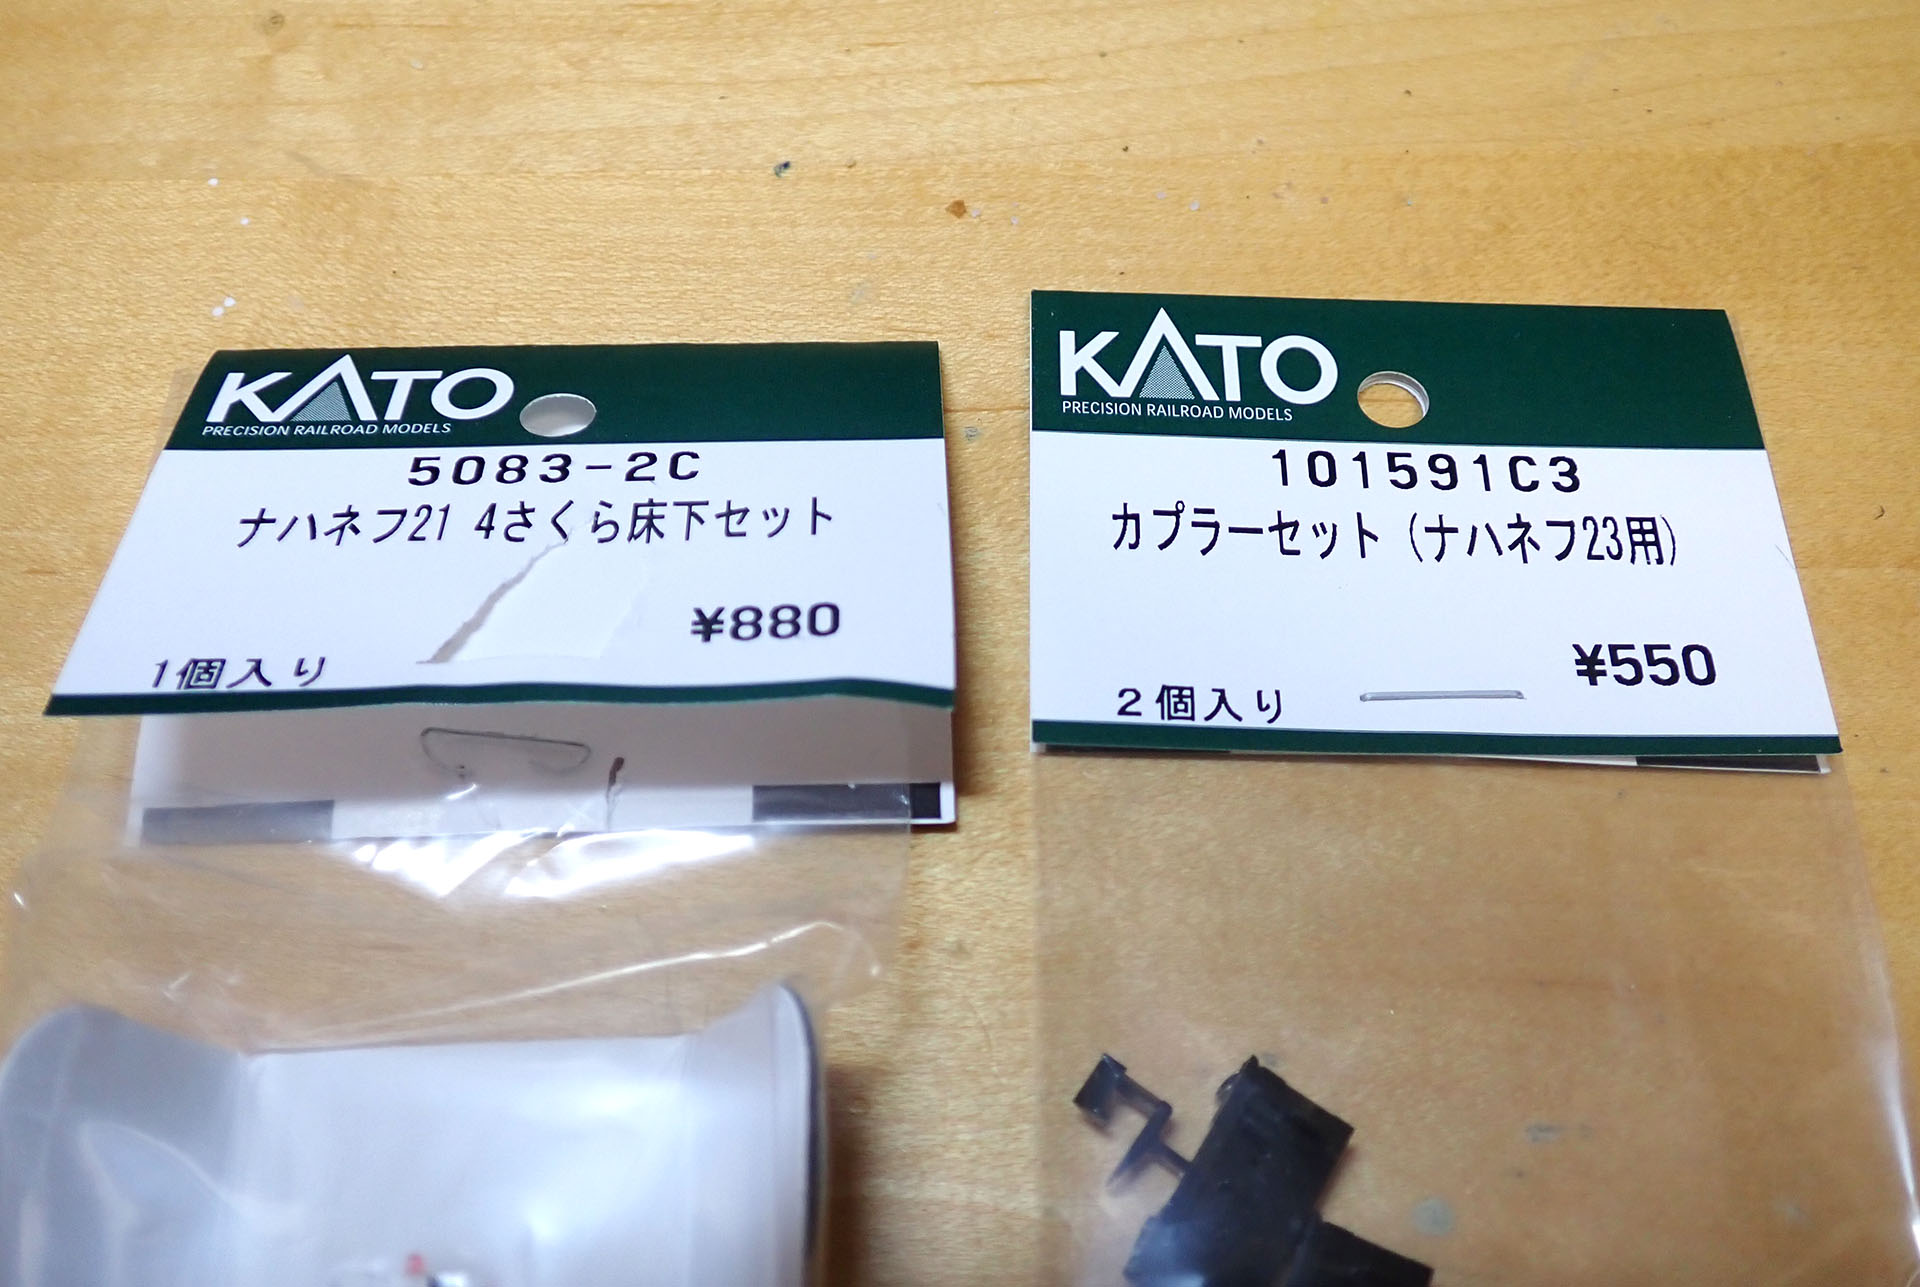 KATO
PRECISION RAILROAD MODELS
5083-2C
ナハネフ21 4さくら床下セット
¥880
1個入り
KATO
PRECISION RAILROAD MODELS
101591C3
カプラーセット(ナハネフ23用)
¥550
2個入り